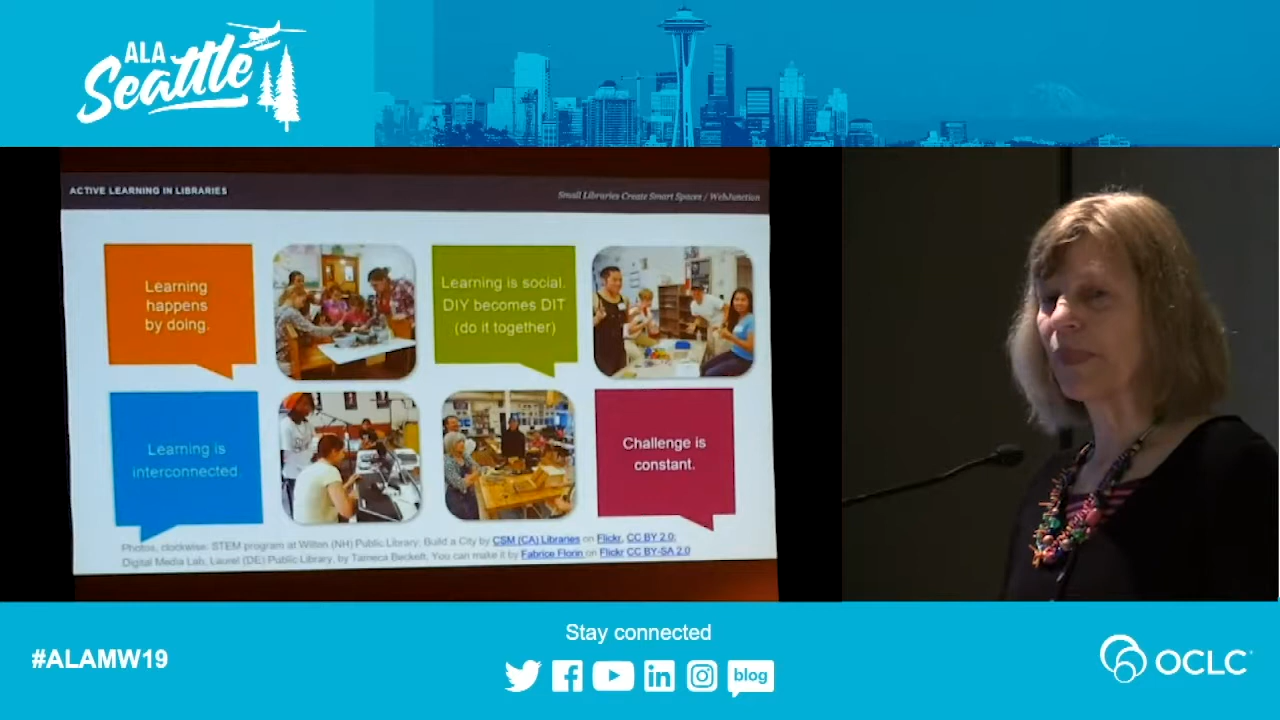 ALA
Seattle
ACTIVE LEARNING IN LIBRARIES
Small Libraries Create Smart Spaces / WebJunction
Learning
happens
by doing.
Learning is social.
DIY becomes DIT
(do it together)
Learning is
interconnected.
Challenge is
constant.
Photos, clockwise: STEM program at Wilton (NH) Public Library; Build a City by CSM (CA) Libraries on Flickr, CC BY 2.0;
Digital Media Lab, Laurel (DE) Public Library, by Tameca Beckett, You can make it by Fabrice Florin on Flickr CC BY-SA 2.0
Stay connected
#ALAMW19
blog
OCLC